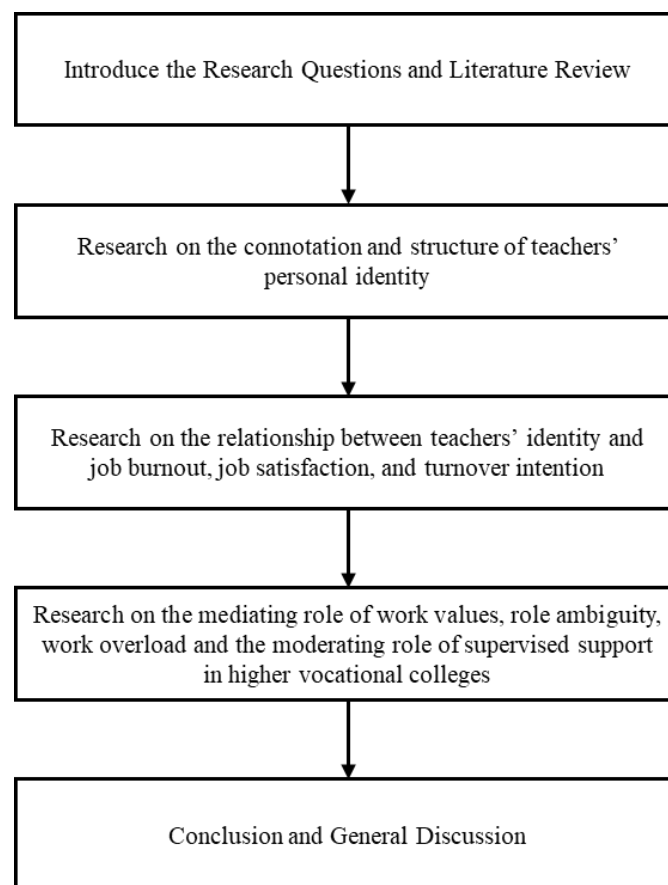 Introduce the Research Questions and Literature Review
Research on the connotation and structure of teachers’
personal identity
Research on the relationship between teachers’ identity and
job burnout, job satisfaction, and turnover intention
Research on the mediating role of work values, role ambiguity,
work overload and the moderating role of supervised support
in higher vocational colleges
Conclusion and General Discussion